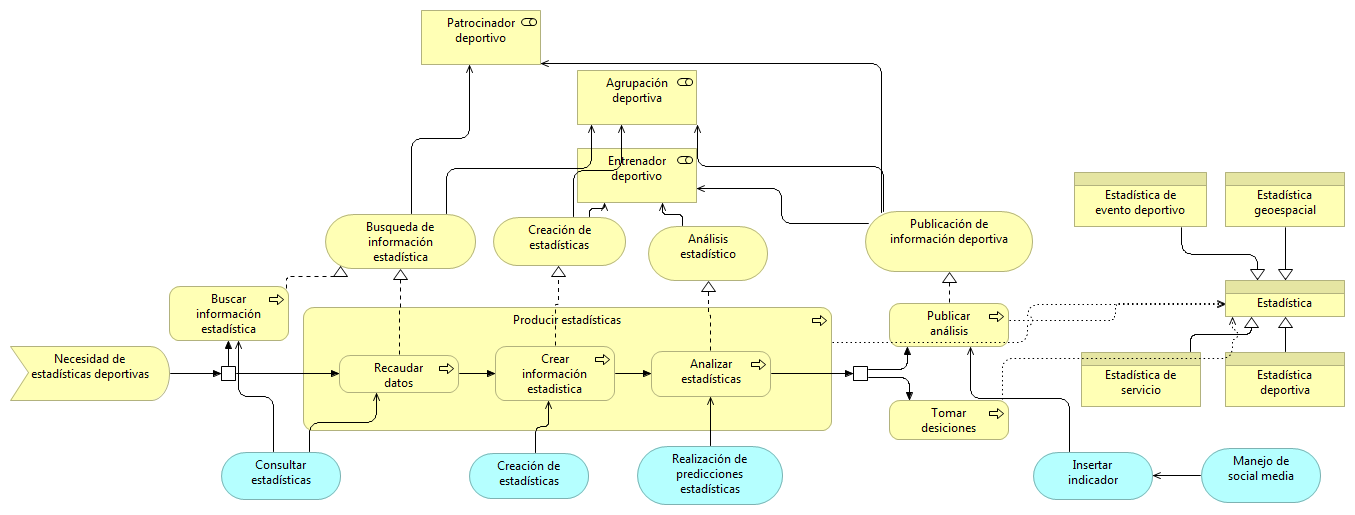 Patrocinador
deportivo
Agrupación
deportiva
Entrenador
deportivo
Estadística de
evento deportivo
Estadística
geoespacial
Busqueda de
información
estadística
Creación de
estadísticas
Análisis
estadístico
Publicación de
información deportiva
Buscar
información
estadística
Producir estadísticas
Publicar
análisis
Estadística
Necesidad de
estadísticas deportivas
Recaudar
datos
Crear
información
estadistica
Analizar
estadísticas
Estadística de
servicio
Estadística
deportiva
Tomar
desiciones
Consultar
estadísticas
Creación de
estadísticas
Realización de
predicciones
estadísticas
Insertar
indicador
Manejo de
social media